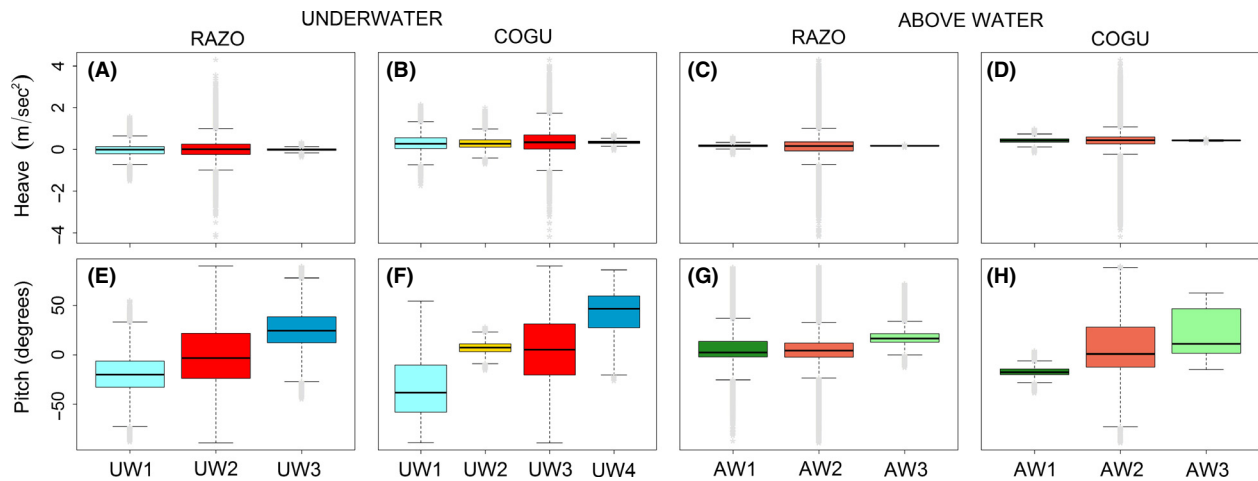 UNDERWATER ABOVE WATER
RAZO COGU RAZO COGU
Heave (m/sec²)
4
2
0
-2
-4
(A) (B) (C) (D)
Pitch (degrees)
50
0
-50
(E) (F) (G) (H)
UW1 UW2 UW3 UW1 UW2 UW3 UW4 AW1 AW2 AW3 AW1 AW2 AW3